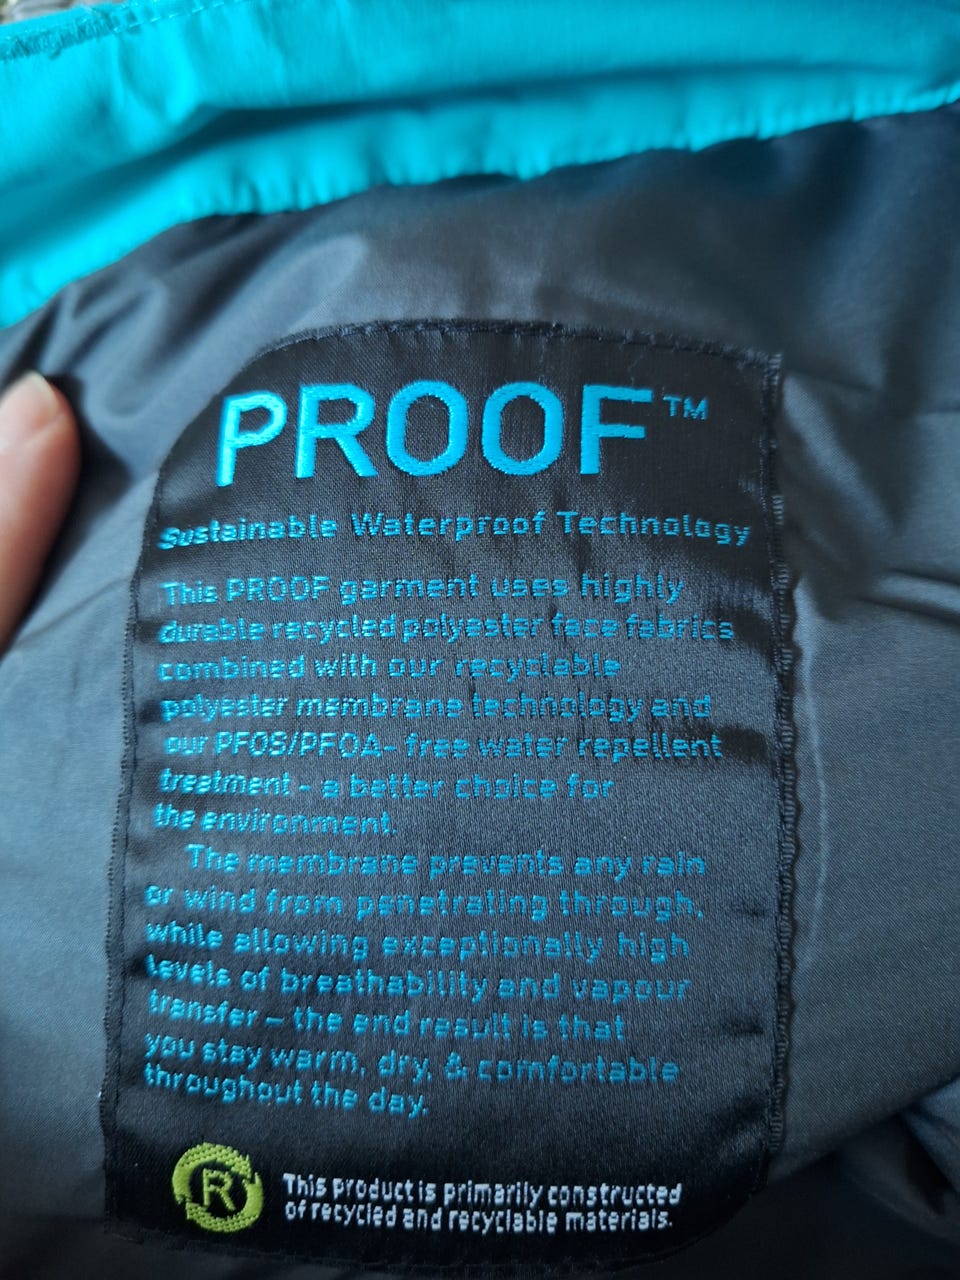 PROOF™
Sustainable Waterproof Technology
This PROOF garment uses highly
durable recycled polyester face fabrics
combined with our recyclable
polyester membrane technology and
our PFOS/PFOA- free water repellent
treatment - a better choice for
the environment.
The membrane prevents any rain
or wind from penetrating through,
while allowing exceptionally high
levels of breathability and vapour
transfer – the end result is that
you stay warm, dry, & comfortable
throughout the day.
R
This product is primarily constructed
of recycled and recyclable materials.